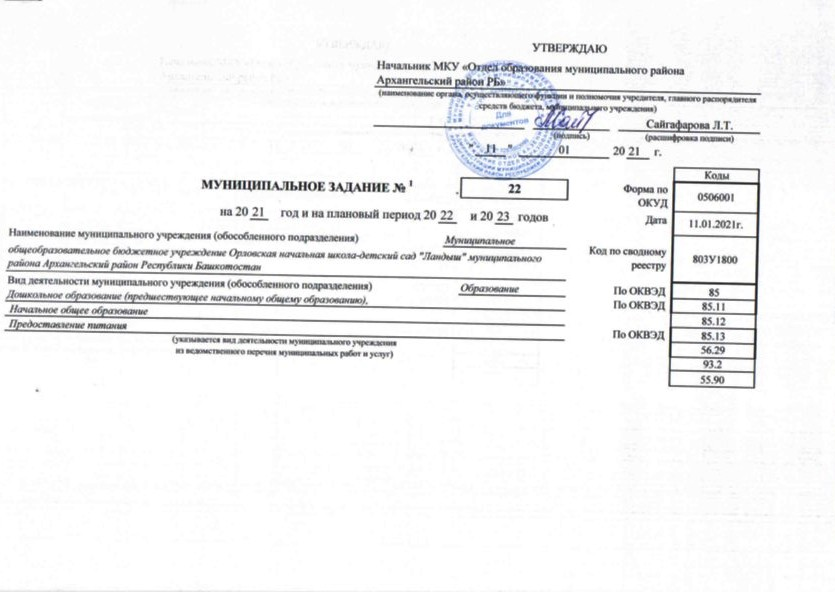 УТВЕРЖДАЮ
Начальник МКУ «Отдел образования муниципального района
Архангельский район РБ»
(наименование органа, осуществляющего функции и полномочия учредителя, главного распорядителя
средств бюджета, муниципального учреждения)
Для
документов
Сайгафарова Л.Т.
(подпись) (расшифровка подписи)
" 11 " 01 20 21 г.
Коды
МУНИЦИПАЛЬНОЕ ЗАДАНИЕ № 1 22
Форма по ОКУД 0506001
на 20 21 год и на плановый период 20 22 и 20 23 годов
Дата 11.01.2021г.
Наименование муниципального учреждения (обособленного подразделения) Муниципальное
общеобразовательное бюджетное учреждение Орловская начальная школа-детский сад "Ландыш" муниципального
района Архангельский район Республики Башкотостан
Код по сводному реестру 803У1800
Вид деятельности муниципального учреждения (обособленного подразделения) Образование По ОКВЭД 85
Дошкольное образование (предшествующее начальному общему образованию), По ОКВЭД 85.11
Начальное общее образование 85.12
Предоставление питания По ОКВЭД 85.13
(указывается вид деятельности муниципального учреждения
из ведомственного перечня муниципальных работ и услуг)
56.29
93.2
55.90